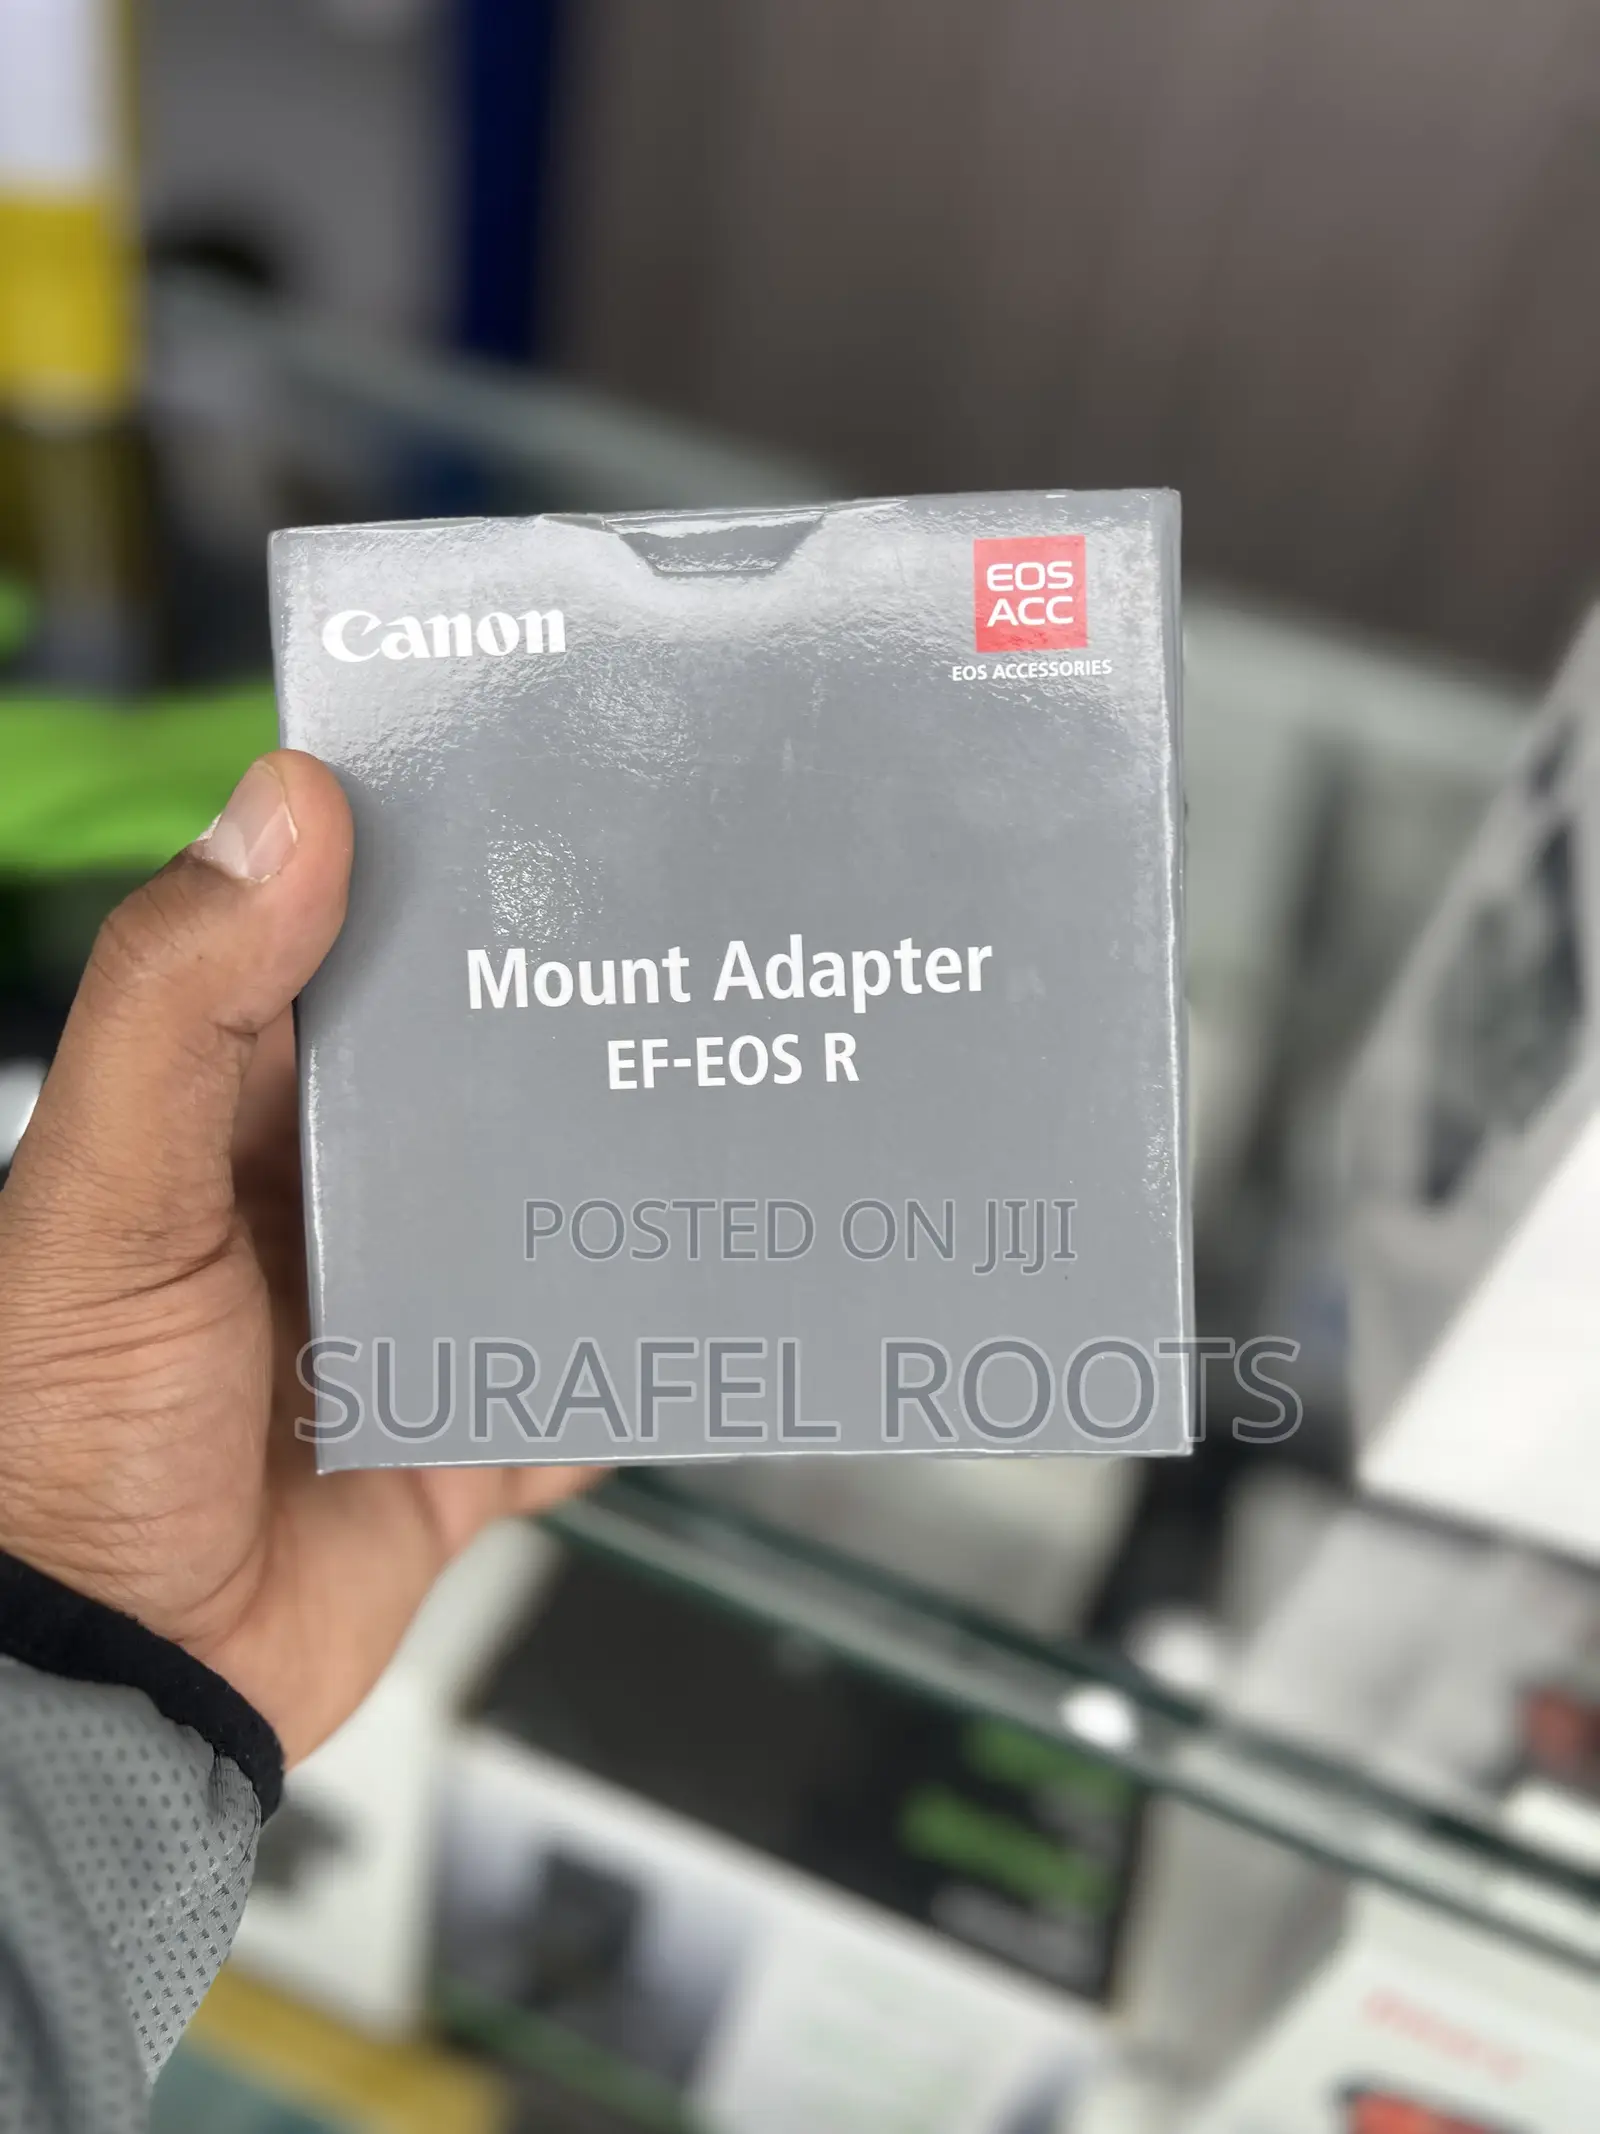 Canon
EOS
ACC
EOS ACCESSORIES
Mount Adapter
EF-EOS R
POSTED ON JIJI
SURAFEL ROOTS